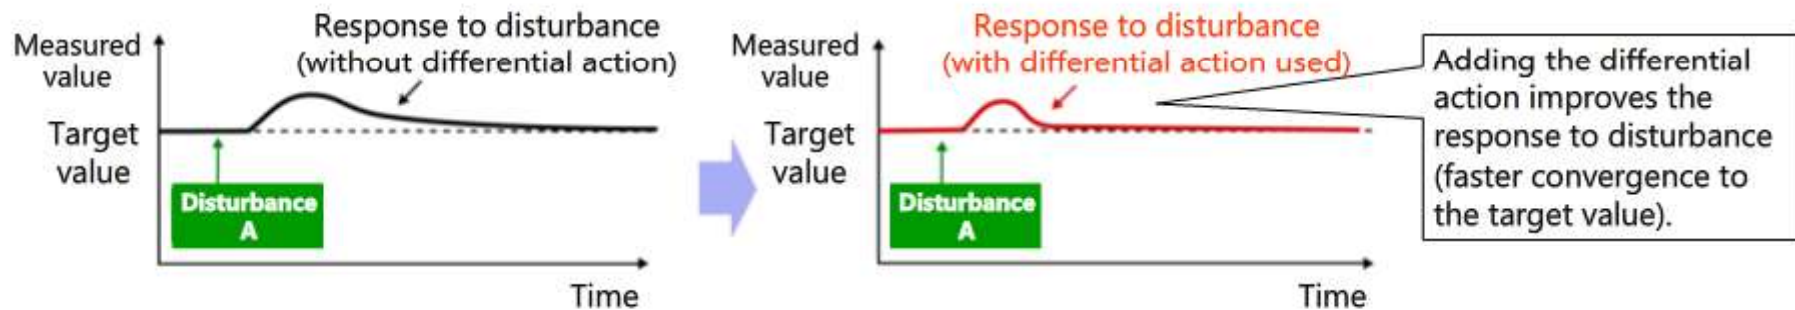 Measured
value
Response to disturbance
(without differential action)
Target
value
Disturbance
A
Time
Measured
value
Response to disturbance
(with differential action used)
Target
value
Disturbance
A
Time
Adding the differential
action improves the
response to disturbance
(faster convergence to
the target value).